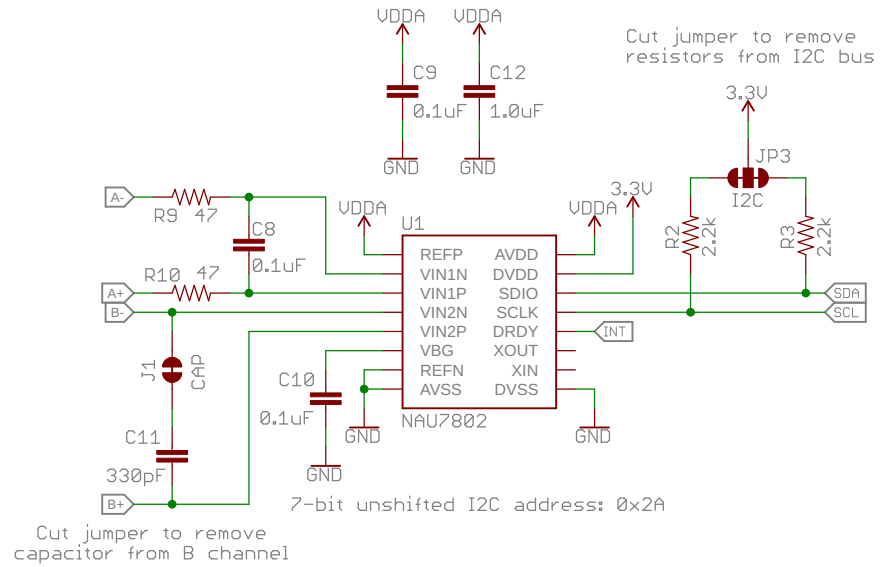 VDDA
VDDA
Cut jumper to remove
resistors from I2C bus
C9
0.1uF
C12
1.0uF
GND
GND
3.3V
JP3
I2C
R2
2.2k
R3
2.2k
A-
R9
47
C8
0.1uF
R10
47
A+
B-
VDDA
U1
VDDA
3.3V
REFP
VIN1N
VIN1P
VIN2N
VIN2P
VBG
REFN
AVSS
AVDD
DVDD
SDIO
SCLK
DRDY
XOUT
XIN
DVSS
SDA
SCL
INT
J1
CAP
C10
0.1uF
GND
NAU7802
GND
C11
330pF
GND
B+
7-bit unshifted I2C address: 0x2A
Cut jumper to remove
capacitor from B channel